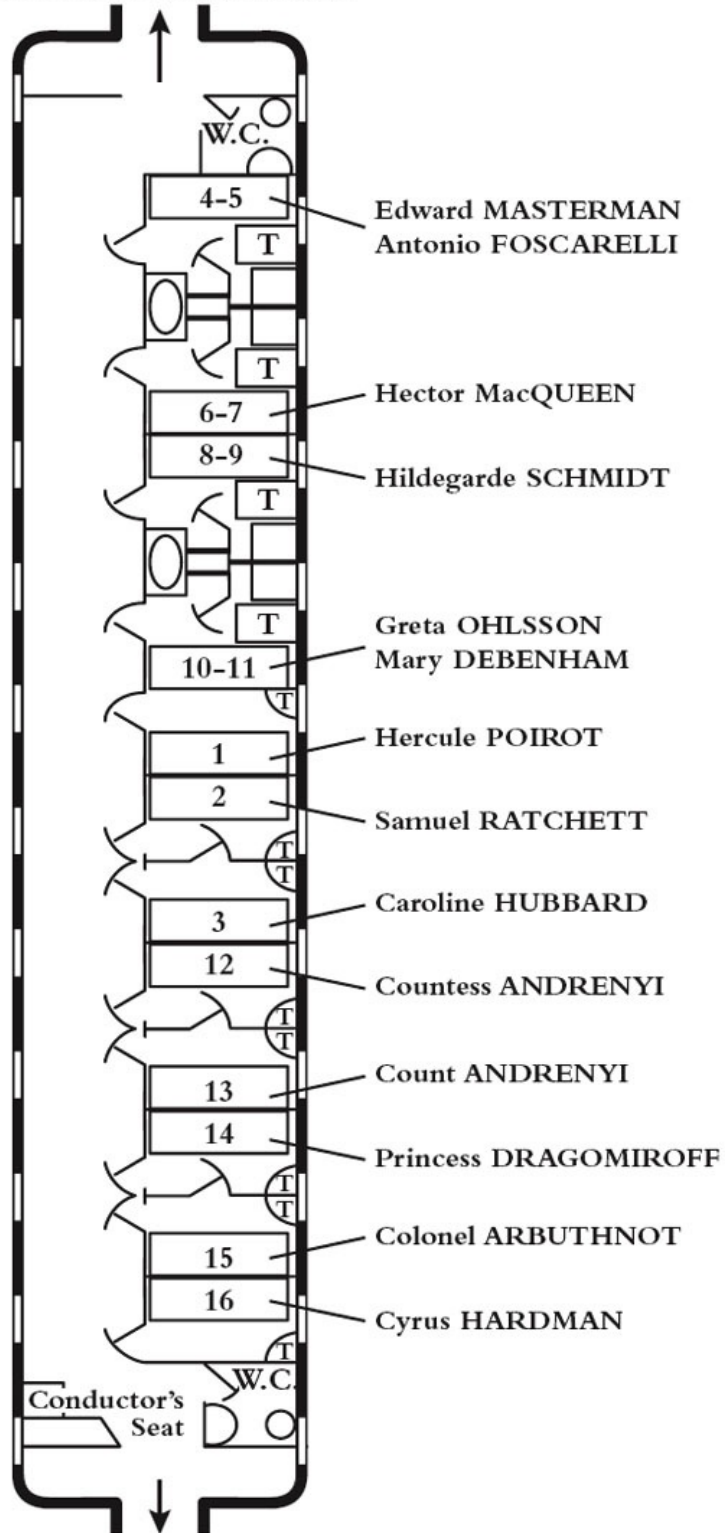 W.C.
4-5
Edward MASTERMAN
Antonio FOSCARELLI
T
T
6-7
Hector MacQUEEN
8-9
Hildegarde SCHMIDT
T
T
Greta OHLSSON
Mary DEBENHAM
10-11
T
Hercule POIROT
1
2
Samuel RATCHETT
T
T
Caroline HUBBARD
3
12
Countess ANDRENYI
T
T
Count ANDRENYI
13
14
Princess DRAGOMIROFF
T
T
Colonel ARBUTHNOT
15
16
Cyrus HARDMAN
T
W.C.
Conductor's
Seat